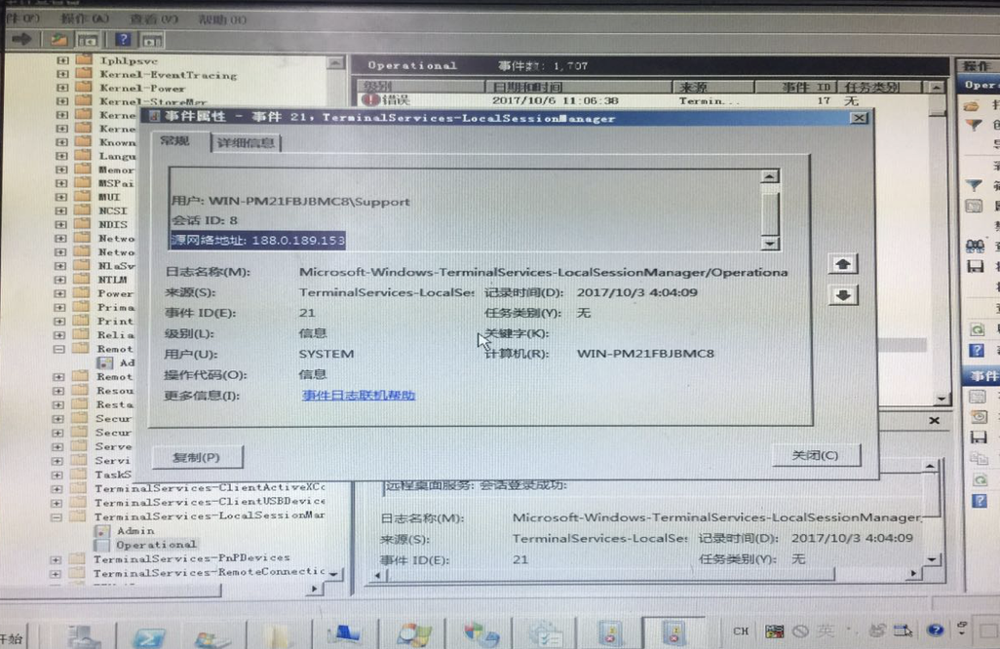 件(F) 操作(A) 查看(V) 帮助(H)
Iphlpsvc
Kernel-EventTracing
Kernel-Power
Kernel-StoreMgr
Kerne
Kerne
Known
Langu
Memor
MSPai
MUI
NCSI
NDIS
Netwo
Netwo
NlaSv
NTLM
Power
Prima
Print
Relia
Remot
Ad
Remot
Resou
Resta
Secur
Secur
Serve
Servi
TaskS
TerminalServices-ClientActiveXCo
TerminalServices-ClientUSBDevice
TerminalServices-LocalSessionMar
Admin
Operational
TerminalServices-PnPDevices
TerminalServices-RemoteConnectic
Operational 事件数: 1,707
级别 日期和时间 来源 事件 ID 任务类别
错误 2017/10/6 11:06:38 Termin... 17 无
事件属性 - 事件 21, TerminalServices-LocalSessionManager
常规 详细信息
用户: WIN-PM21FBJBMC8\Support
会话 ID: 8
源网络地址: 188.0.189.153
日志名称(M): Microsoft-Windows-TerminalServices-LocalSessionManager/Operationa
来源(S): TerminalServices-LocalSe: 记录时间(D): 2017/10/3 4:04:09
事件 ID(E): 21 任务类别(Y): 无
级别(L): 信息 关键字(K):
用户(U): SYSTEM 计算机(R): WIN-PM21FBJBMC8
操作代码(O): 信息
更多信息(I): 事件日志联机帮助
复制(P) 关闭(C)
远程桌面服务: 会话登录成功:
日志名称(M): Microsoft-Windows-TerminalServices-LocalSessionManager,
来源(S): TerminalServices-LocalSe: 记录时间(D): 2017/10/3 4:04:09
事件 ID(E): 21 任务类别(Y): 无
操作
Oper
事件
开始
CH
英